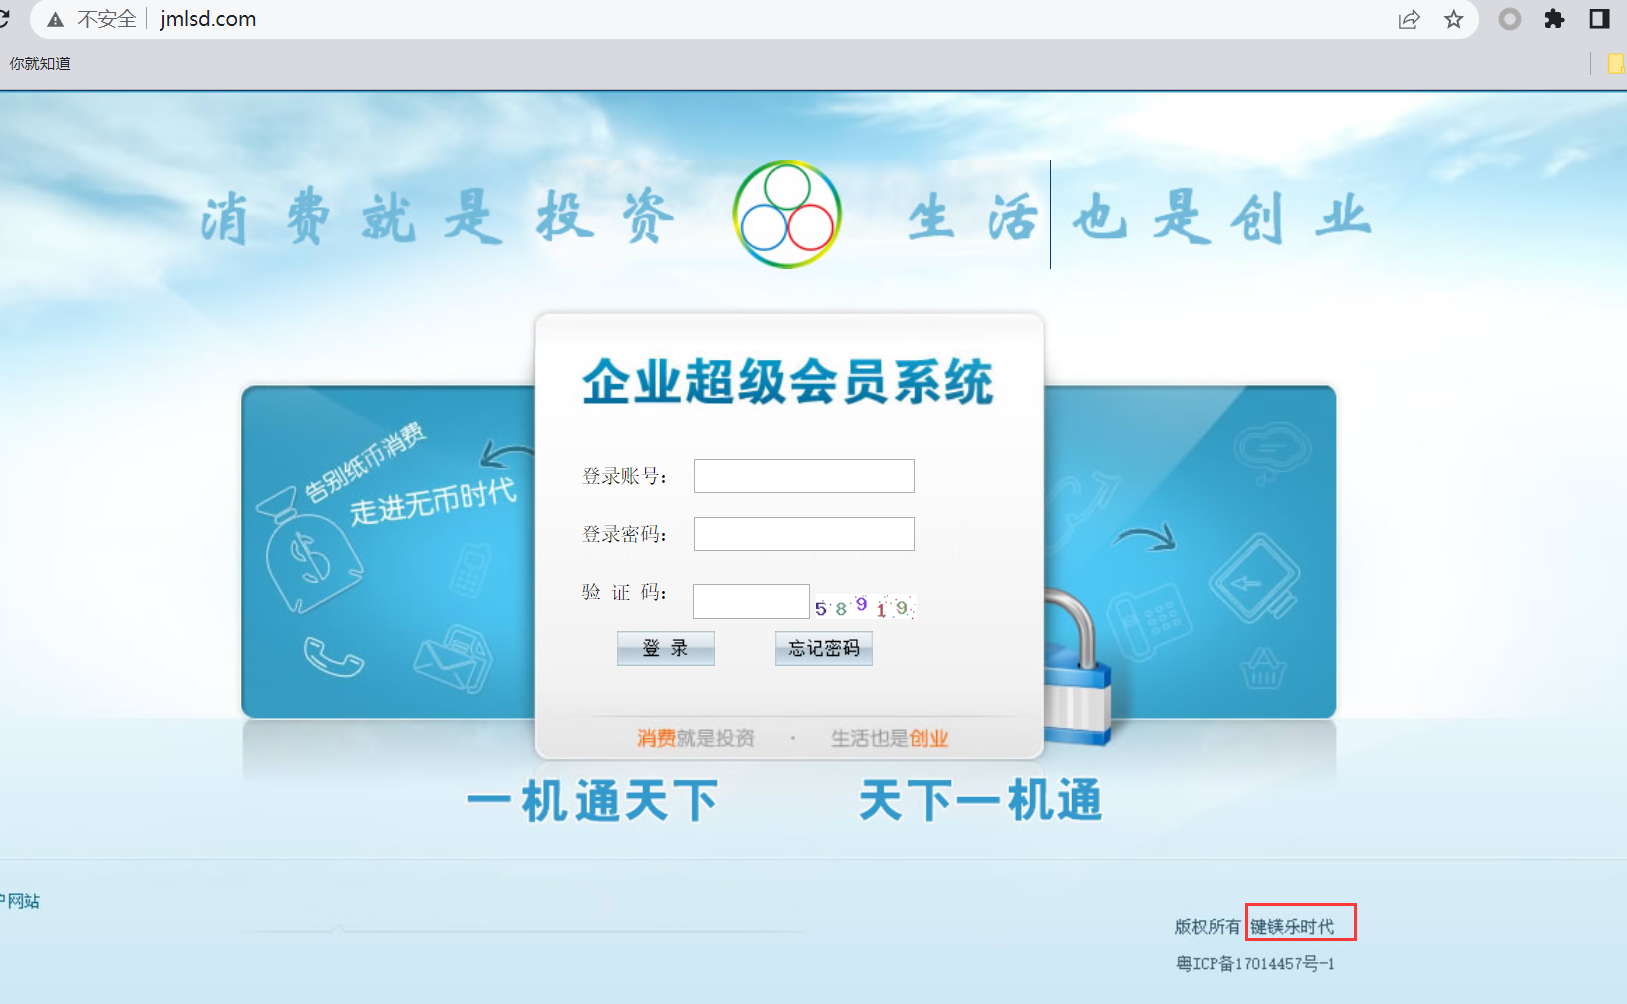 不安全 jmlsd.com
你就知道
消费就是投资 生活也是创业
企业超级会员系统
告别纸币消费
走进无币时代
登录账号：
登录密码：
验 证 码： 58919
登 录 忘记密码
消费就是投资 · 生活也是创业
一机通天下 天下一机通
户网站
版权所有 键镁乐时代
粤ICP备17014457号-1